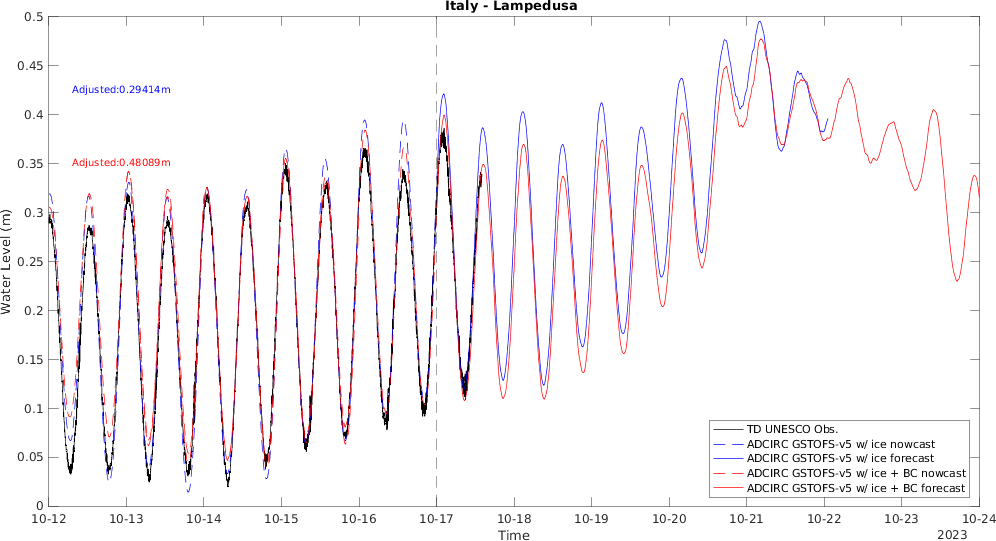 Italy - Lampedusa
0.5
0.45
0.4
0.35
0.3
0.25
0.2
0.15
0.1
0.05
0
Water Level (m)
Adjusted:0.29414m
Adjusted:0.48089m
TD UNESCO Obs.
ADCIRC GSTOFS-v5 w/ ice nowcast
ADCIRC GSTOFS-v5 w/ ice forecast
ADCIRC GSTOFS-v5 w/ ice + BC nowcast
ADCIRC GSTOFS-v5 w/ ice + BC forecast
10-12 10-13 10-14 10-15 10-16 10-17 10-18 10-19 10-20 10-21 10-22 10-23 10-24
Time
2023